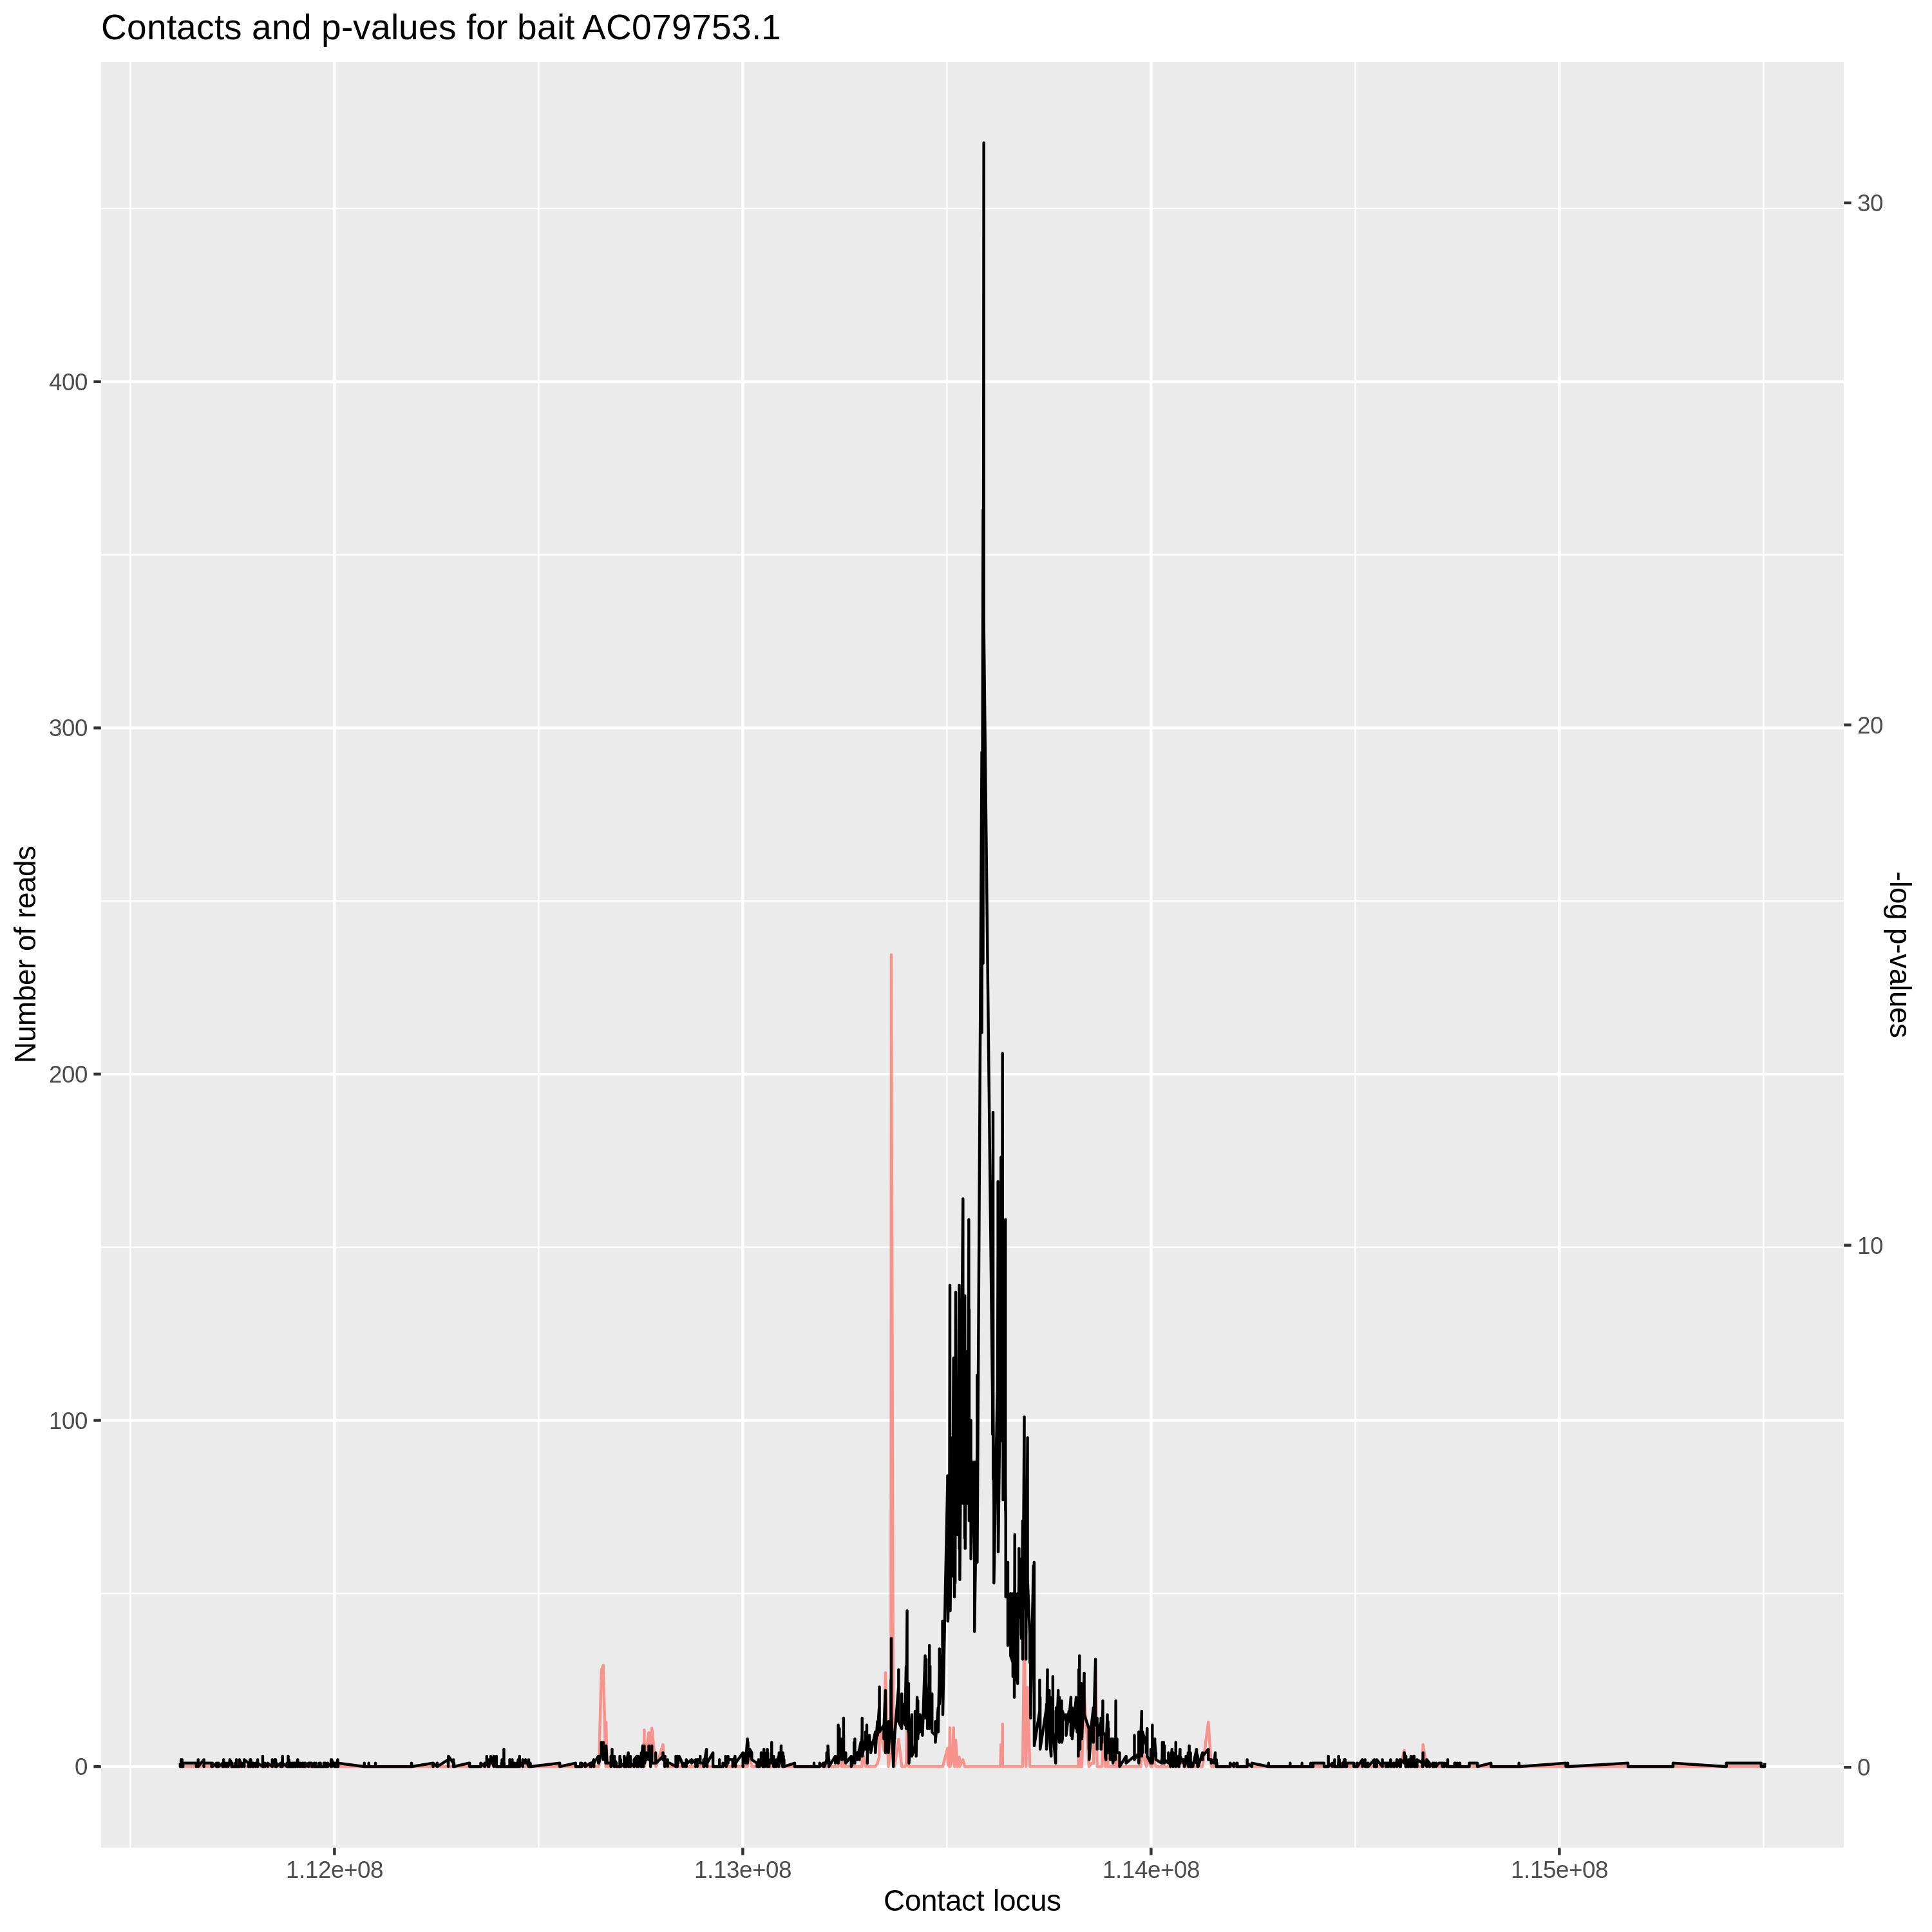 Contacts and p-values for bait AC079753.1
Number of reads
400
300
200
100
0
30
20
10
0
-log p-values
1.12e+08
1.13e+08
1.14e+08
1.15e+08
Contact locus